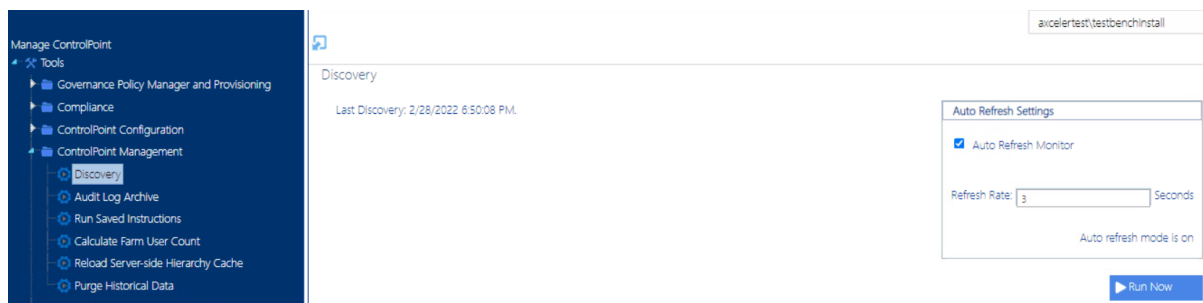 axcelertest\testbenchinstall
Manage ControlPoint
Tools
Governance Policy Manager and Provisioning
Compliance
ControlPoint Configuration
ControlPoint Management
Discovery
Audit Log Archive
Run Saved Instructions
Calculate Farm User Count
Reload Server-side Hierarchy Cache
Purge Historical Data
Discovery
Last Discovery: 2/28/2022 6:50:08 PM.
Auto Refresh Settings
Auto Refresh Monitor
Refresh Rate: 3 Seconds
Auto refresh mode is on
Run Now